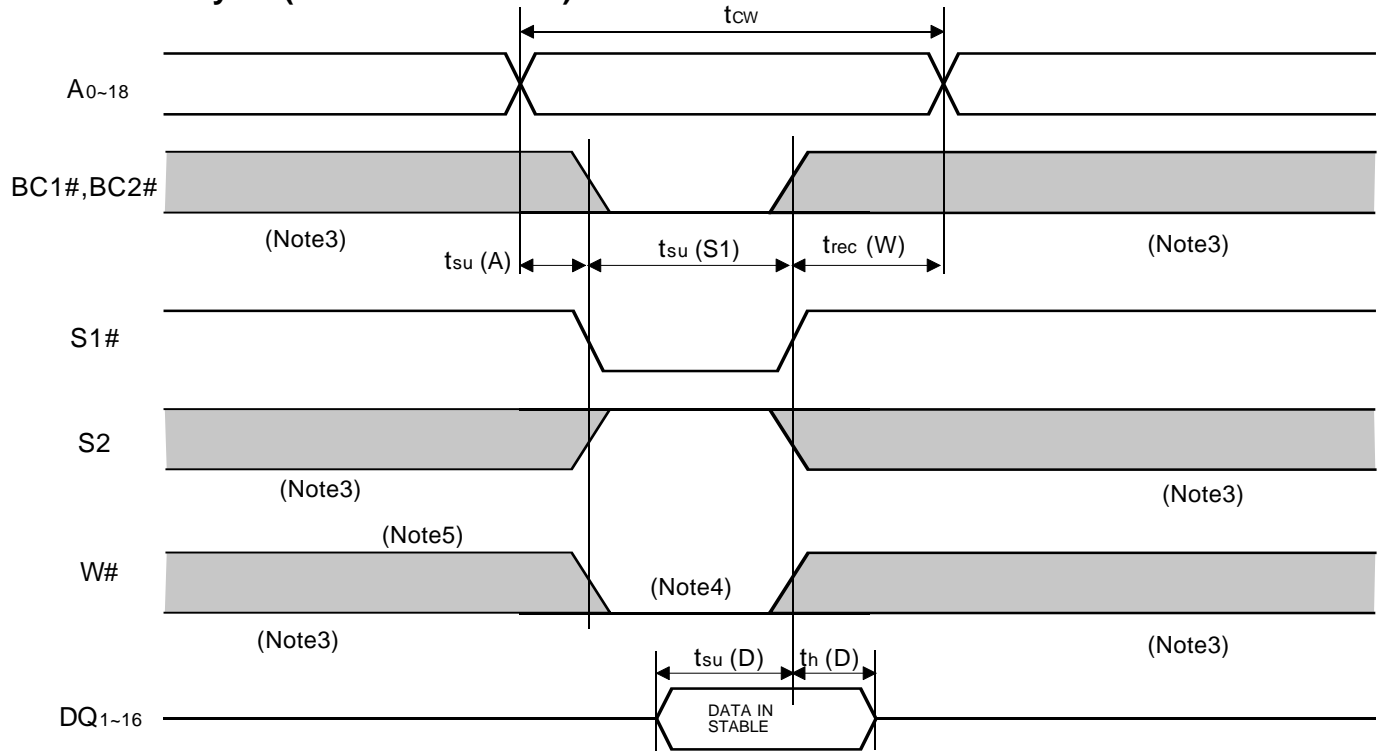 tCW
A0~18
BC1#,BC2#
(Note3) (Note3)
tsu (A) tsu (S1) trec (W)
S1#
S2
(Note3) (Note3)
(Note5)
W#
(Note4)
(Note3) (Note3)
tsu (D) th (D)
DQ1~16
DATA IN
STABLE